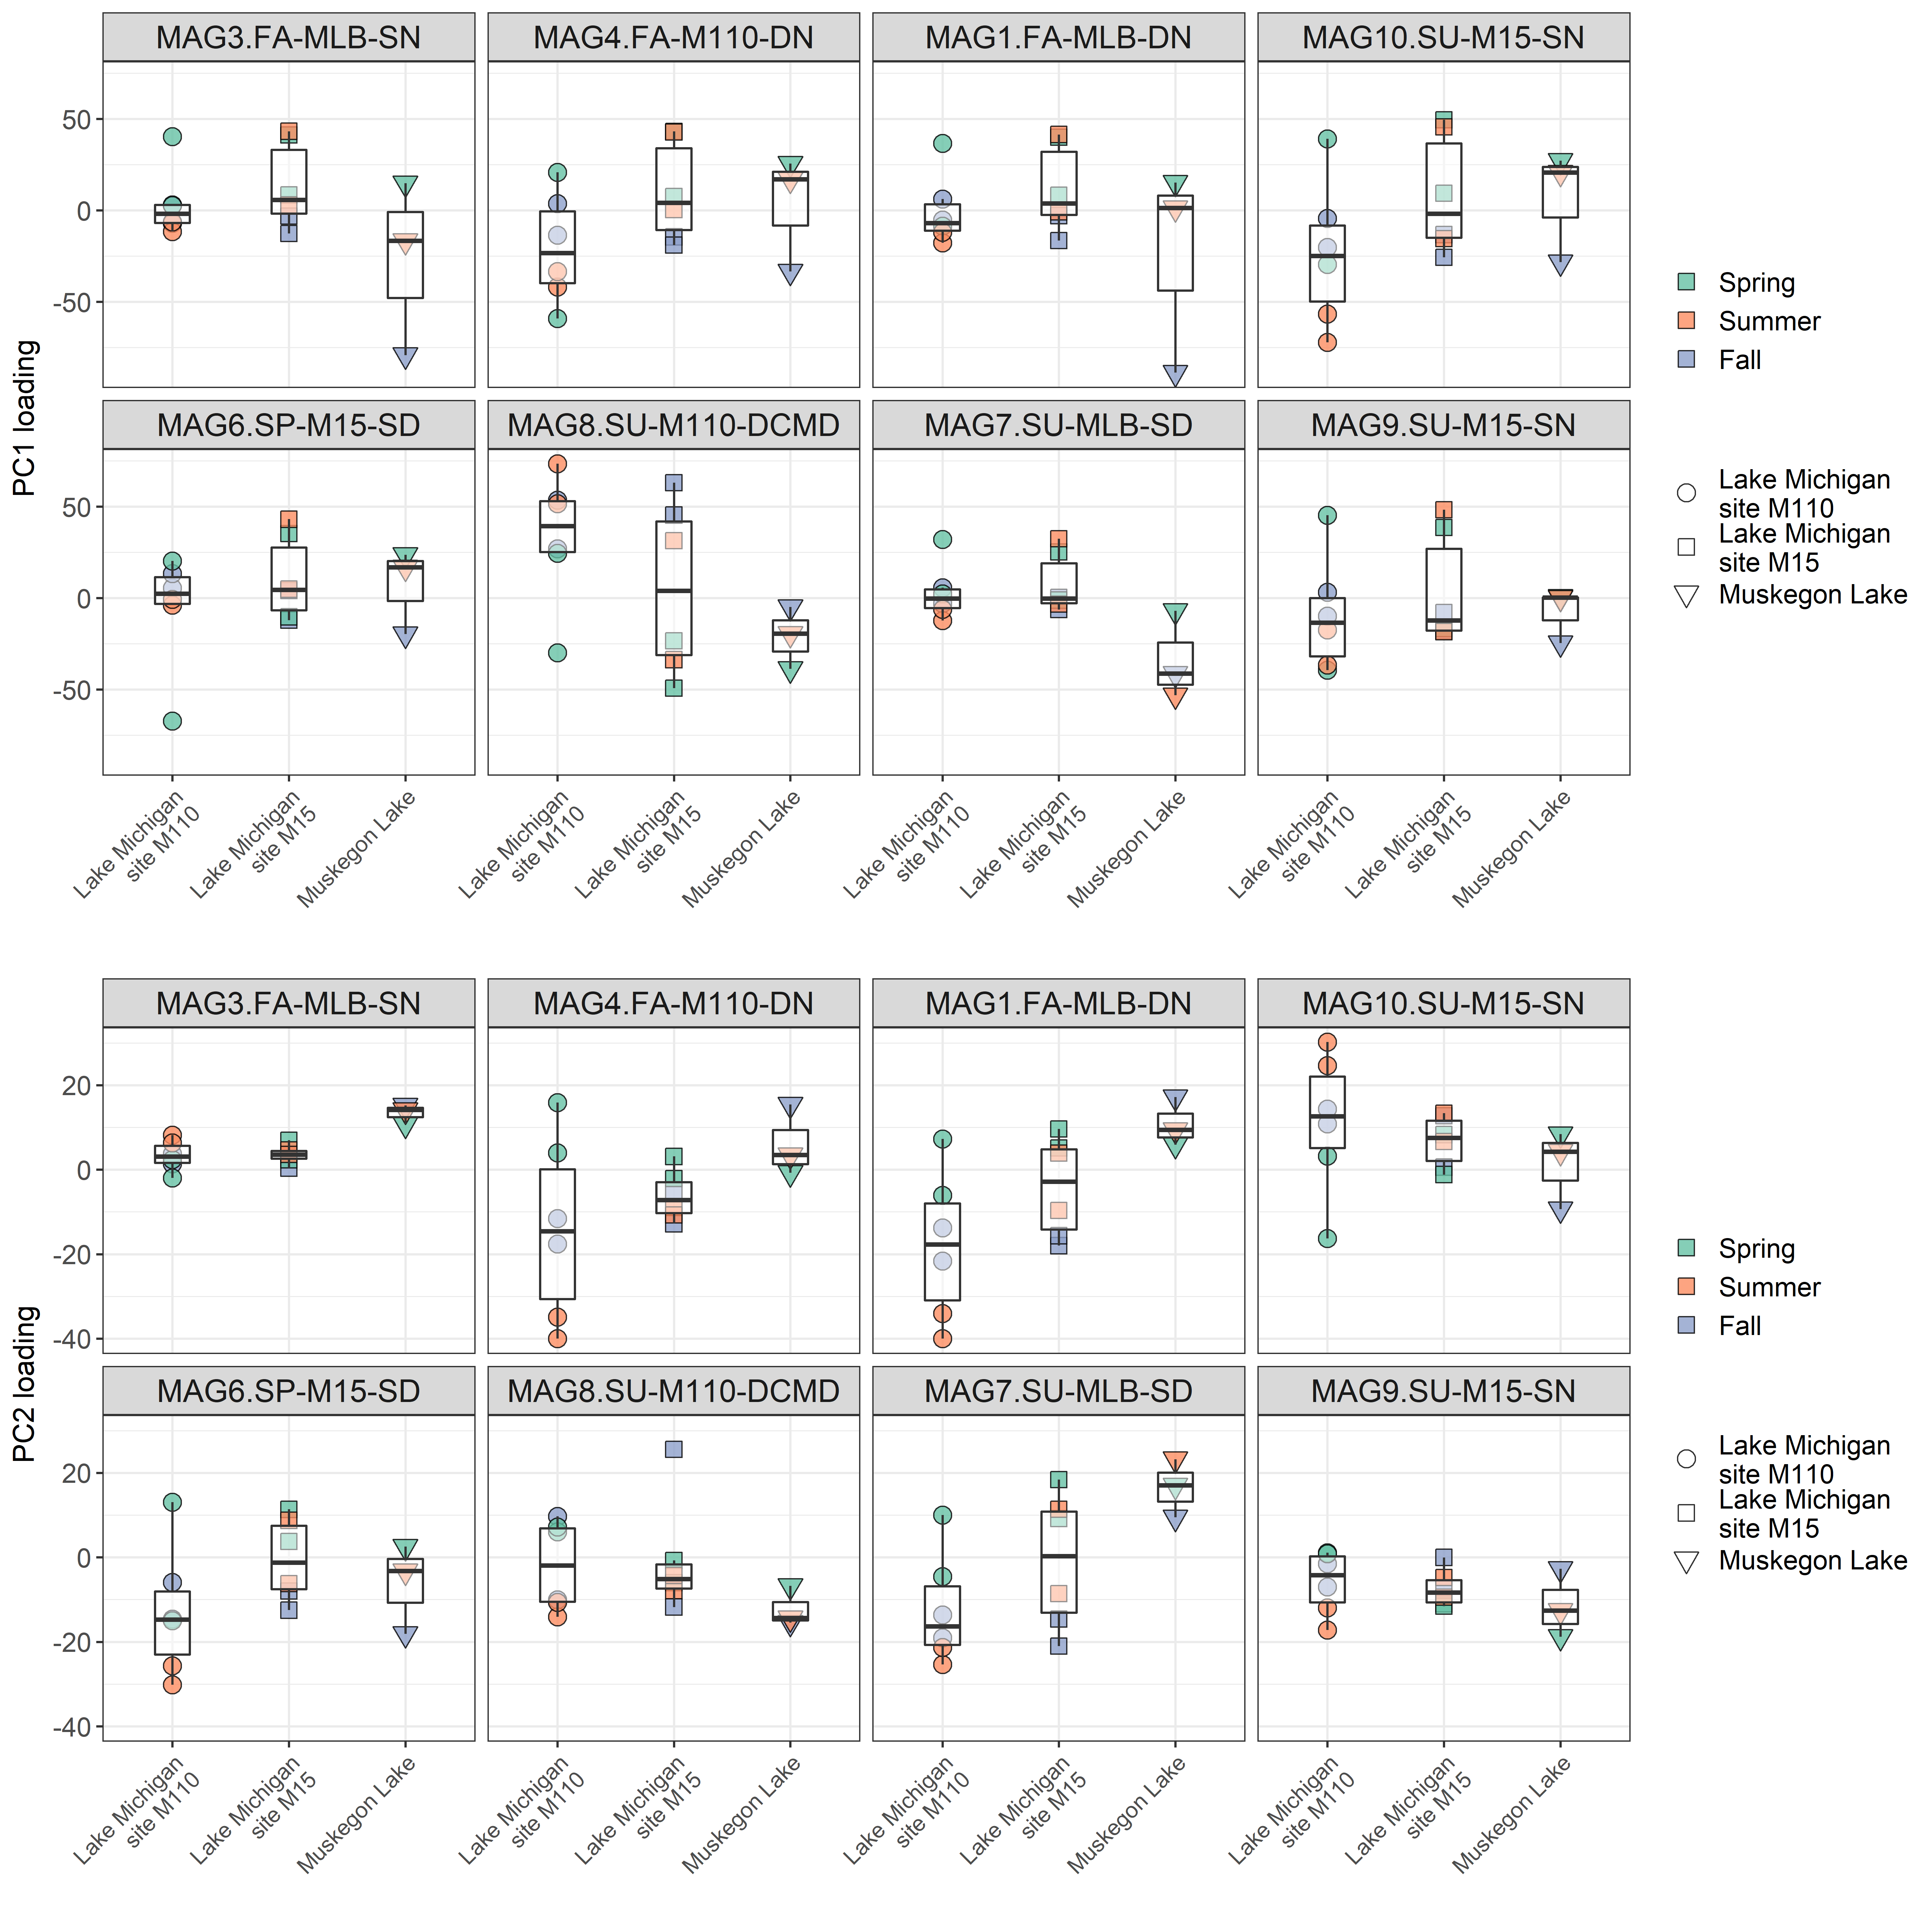 MAG3.FA-MLB-SN
MAG4.FA-M110-DN
MAG1.FA-MLB-DN
MAG10.SU-M15-SN
50
0
-50
PC1 loading
MAG6.SP-M15-SD
MAG8.SU-M110-DCMD
MAG7.SU-MLB-SD
MAG9.SU-M15-SN
50
0
-50
Lake Michigan
site M110
Lake Michigan
site M15
Muskegon Lake
Lake Michigan
site M110
Lake Michigan
site M15
Muskegon Lake
Lake Michigan
site M110
Lake Michigan
site M15
Muskegon Lake
Lake Michigan
site M110
Lake Michigan
site M15
Muskegon Lake
Spring
Summer
Fall
Lake Michigan
site M110
Lake Michigan
site M15
Muskegon Lake
MAG3.FA-MLB-SN
MAG4.FA-M110-DN
MAG1.FA-MLB-DN
MAG10.SU-M15-SN
20
0
-20
-40
PC2 loading
MAG6.SP-M15-SD
MAG8.SU-M110-DCMD
MAG7.SU-MLB-SD
MAG9.SU-M15-SN
20
0
-20
-40
Lake Michigan
site M110
Lake Michigan
site M15
Muskegon Lake
Lake Michigan
site M110
Lake Michigan
site M15
Muskegon Lake
Lake Michigan
site M110
Lake Michigan
site M15
Muskegon Lake
Lake Michigan
site M110
Lake Michigan
site M15
Muskegon Lake
Spring
Summer
Fall
Lake Michigan
site M110
Lake Michigan
site M15
Muskegon Lake